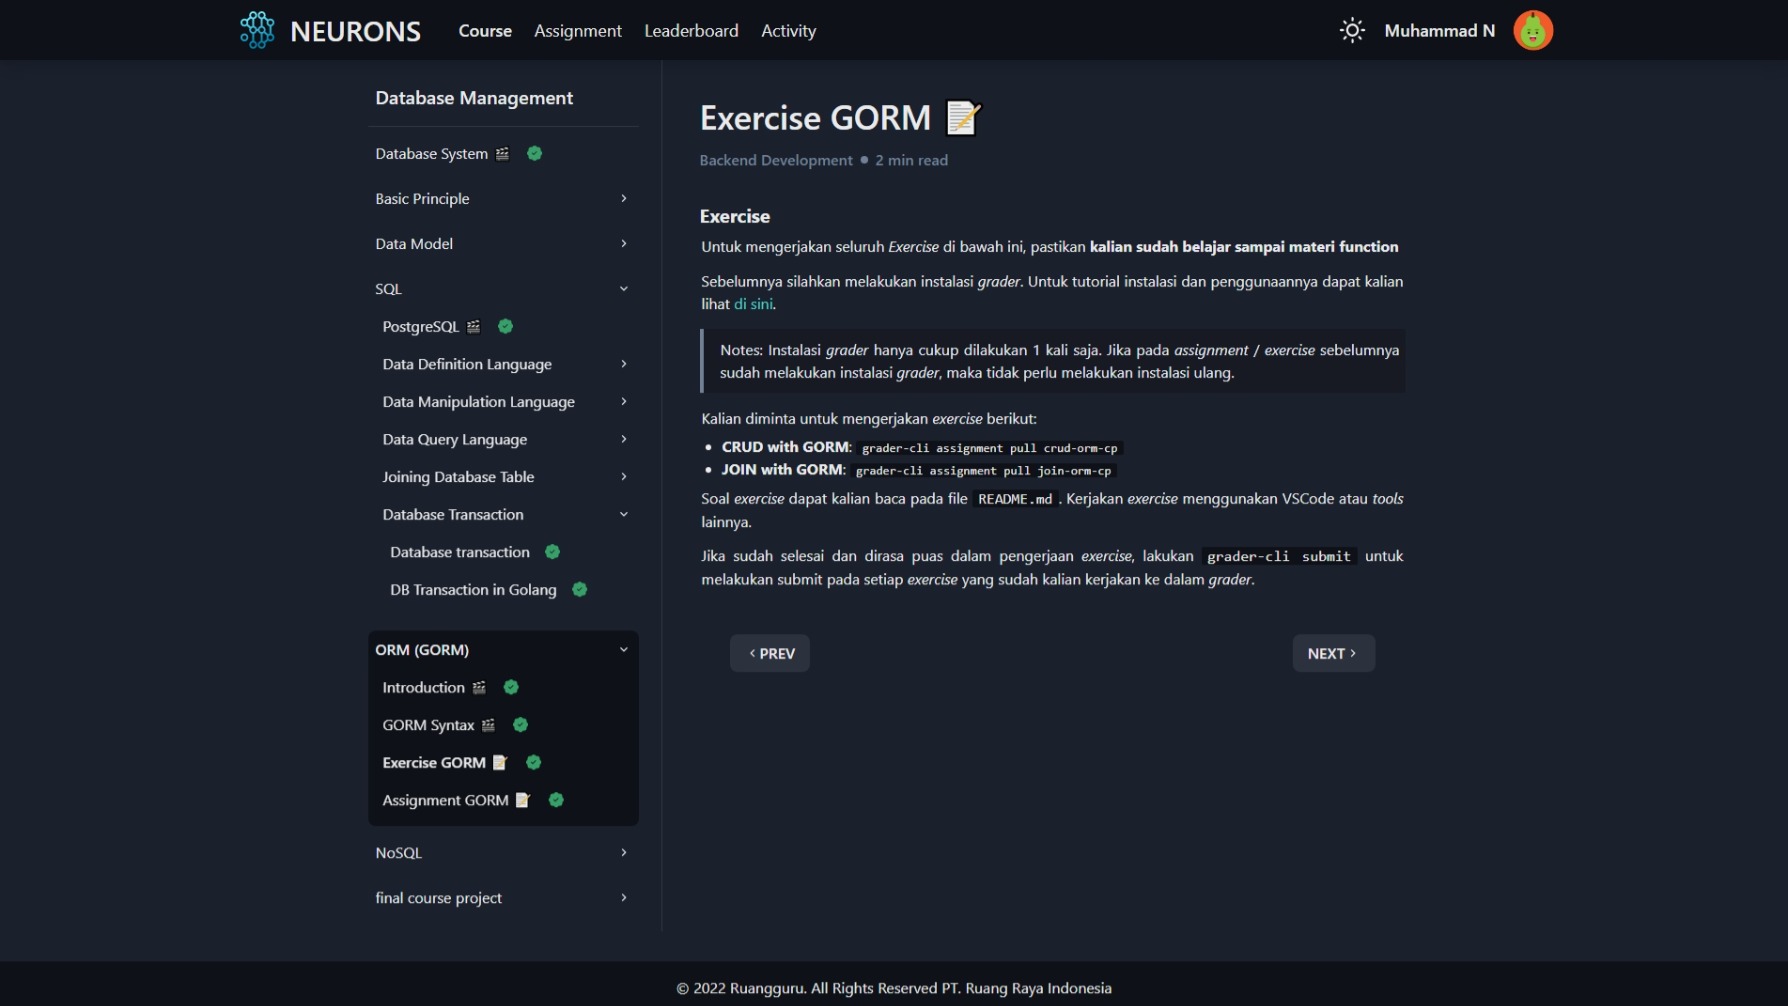 NEURONS
Course
Assignment
Leaderboard
Activity
Muhammad N
Database Management
Database System
Basic Principle
Data Model
SQL
PostgreSQL
Data Definition Language
Data Manipulation Language
Data Query Language
Joining Database Table
Database Transaction
Database transaction
DB Transaction in Golang
ORM (GORM)
Introduction
GORM Syntax
Exercise GORM
Assignment GORM
NoSQL
final course project
Exercise GORM
Backend Development • 2 min read
Exercise
Untuk mengerjakan seluruh Exercise di bawah ini, pastikan kalian sudah belajar sampai materi function
Sebelumnya silahkan melakukan instalasi grader. Untuk tutorial instalasi dan penggunaannya dapat kalian
lihat di sini.
Notes: Instalasi grader hanya cukup dilakukan 1 kali saja. Jika pada assignment / exercise sebelumnya
sudah melakukan instalasi grader, maka tidak perlu melakukan instalasi ulang.
Kalian diminta untuk mengerjakan exercise berikut:
• CRUD with GORM: grader-cli assignment pull crud-orm-cp
• JOIN with GORM: grader-cli assignment pull join-orm-cp
Soal exercise dapat kalian baca pada file README.md. Kerjakan exercise menggunakan VSCode atau tools
lainnya.
Jika sudah selesai dan dirasa puas dalam pengerjaan exercise, lakukan grader-cli submit untuk
melakukan submit pada setiap exercise yang sudah kalian kerjakan ke dalam grader.
‹ PREV
NEXT ›
© 2022 Ruangguru. All Rights Reserved PT. Ruang Raya Indonesia